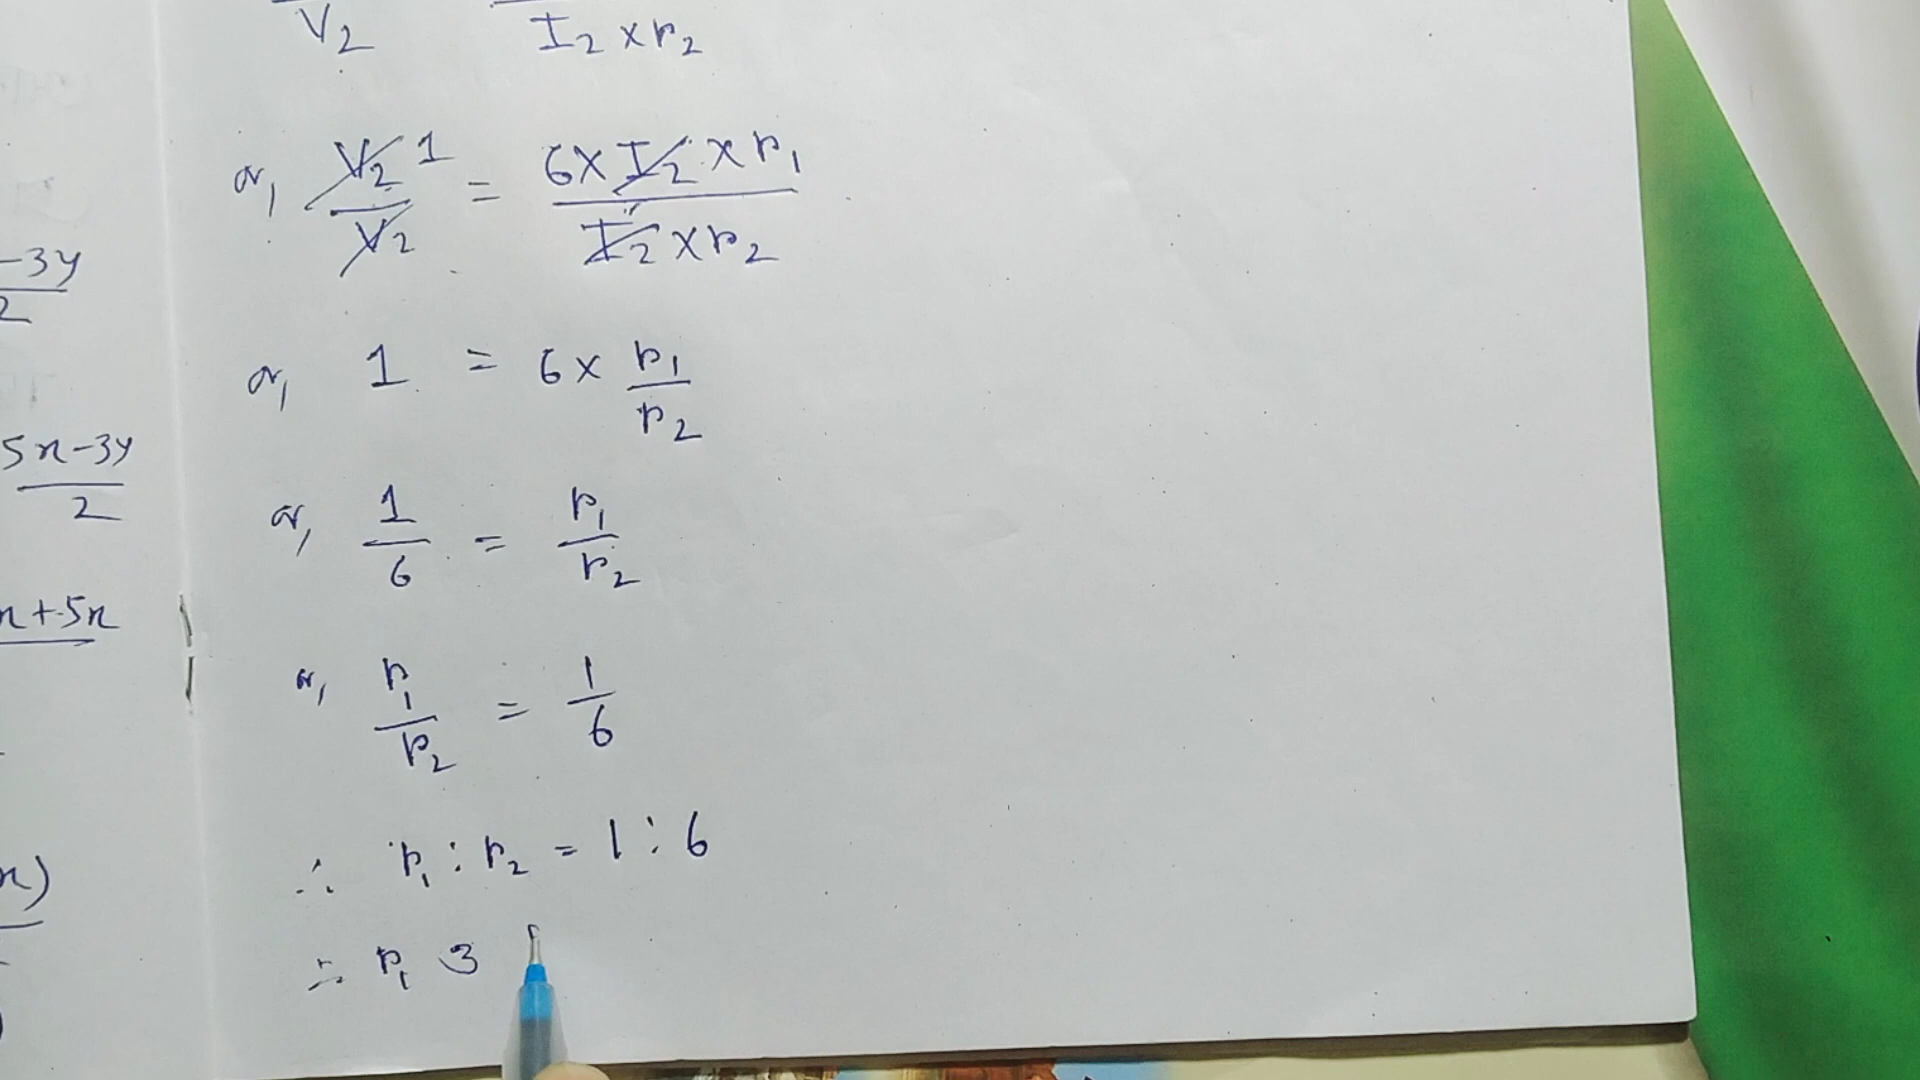 V2 I2 × r2
or, V2 1 / V2 = 6 × I2 × r1 / I2 × r2
-3y / 2
or, 1 = 6 × r1 / r2
5x-3y / 2
or, 1 / 6 = r1 / r2
x+5x
or, r1 / r2 = 1 / 6
∴ r1 : r2 = 1 : 6
x)
∴ r1 3